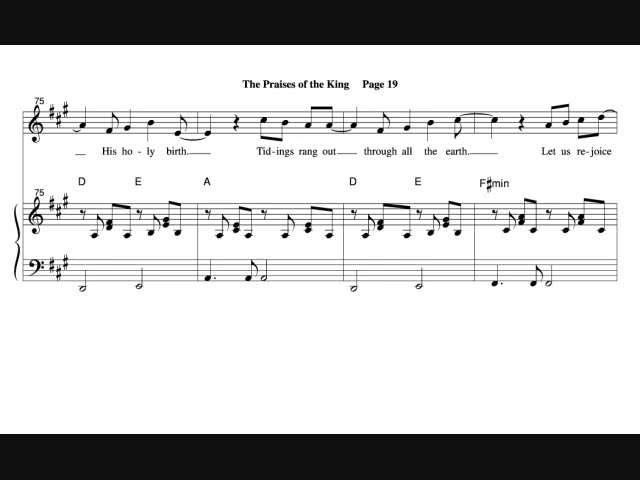 The Praises of the King Page 19
75
His ho - ly birth. Tid-ings rang out through all the earth. Let us re-joice
D E A D E F#min
75